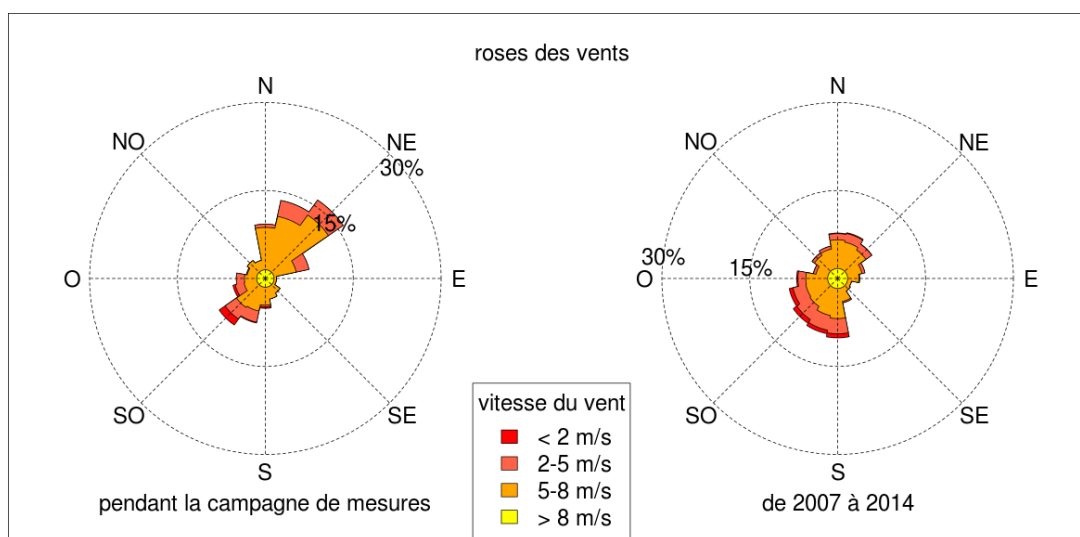 roses des vents
N
NE
E
SE
S
SO
O
NO
15%
30%
pendant la campagne de mesures
N
NE
E
SE
S
SO
O
NO
15%
30%
de 2007 à 2014
vitesse du vent
< 2 m/s
2-5 m/s
5-8 m/s
> 8 m/s